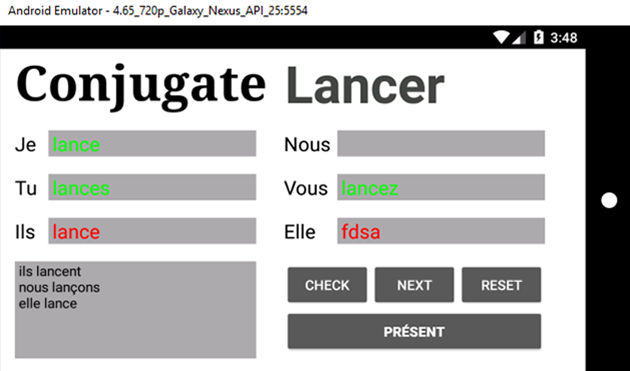 Android Emulator - 4.65_720p_Galaxy_Nexus_API_25:5554
3:48
Conjugate Lancer
Je lance Nous
Tu lances Vous lancez
Ils lance Elle fdsa
ils lancent
nous lançons
elle lance
CHECK NEXT RESET
PRÉSENT